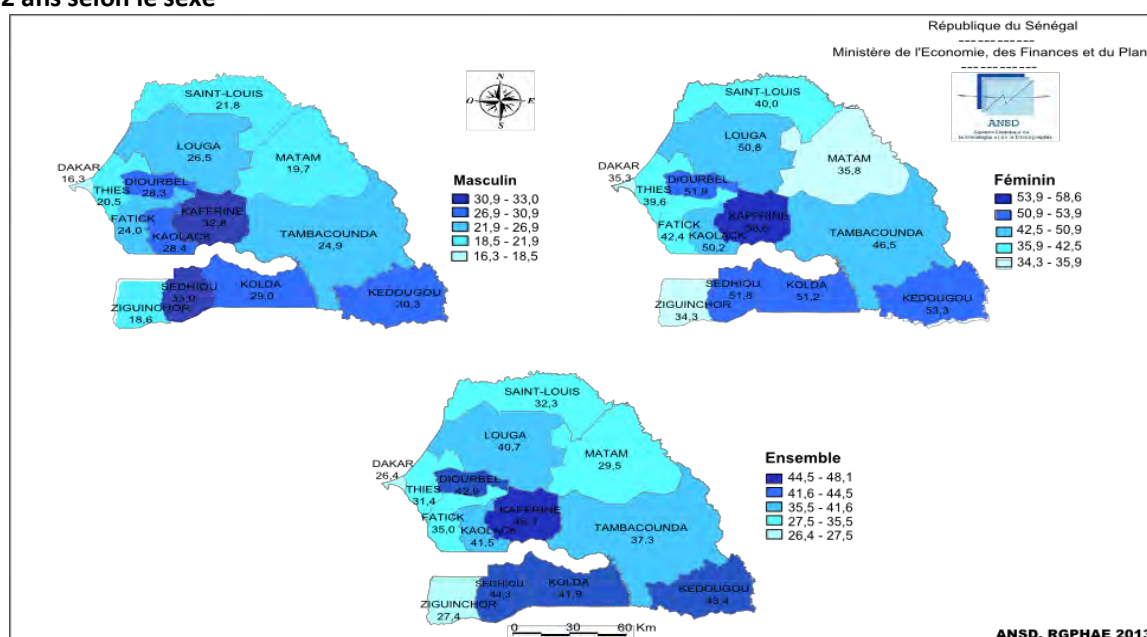 2 ans selon le sexe
République du Sénégal
Ministère de l'Economie, des Finances et du Plan
ANSD
N
O
E
S
SAINT-LOUIS
21,8
LOUGA
26,5
MATAM
19,7
DAKAR
16,3
THIES
20,5
DIOURBEL
28,3
FATICK
24,0
KAFFRINE
32,8
KAOLACK
28,4
TAMBACOUNDA
24,9
SEDHIOU
33,0
KOLDA
29,0
KEDOUGOU
30,3
ZIGUINCHOR
18,6
Masculin
30,9 - 33,0
26,9 - 30,9
21,9 - 26,9
18,5 - 21,9
16,3 - 18,5
SAINT-LOUIS
40,0
LOUGA
50,8
MATAM
35,8
DAKAR
35,3
THIES
39,6
DIOURBEL
51,9
FATICK
42,4
KAFFRINE
58,6
KAOLACK
50,2
TAMBACOUNDA
46,5
SEDHIOU
51,8
KOLDA
51,2
KEDOUGOU
53,3
ZIGUINCHOR
34,3
Féminin
53,9 - 58,6
50,9 - 53,9
42,5 - 50,9
35,9 - 42,5
34,3 - 35,9
SAINT-LOUIS
32,3
LOUGA
40,7
MATAM
29,5
DAKAR
26,4
THIES
31,4
DIOURBEL
42,9
FATICK
35,0
KAFFRINE
48,1
KAOLACK
41,5
TAMBACOUNDA
37,3
SEDHIOU
44,3
KOLDA
41,9
KEDOUGOU
43,4
ZIGUINCHOR
27,4
Ensemble
44,5 - 48,1
41,6 - 44,5
35,5 - 41,6
27,5 - 35,5
26,4 - 27,5
0 30 60 Km
ANSD. RGPHAE 2013